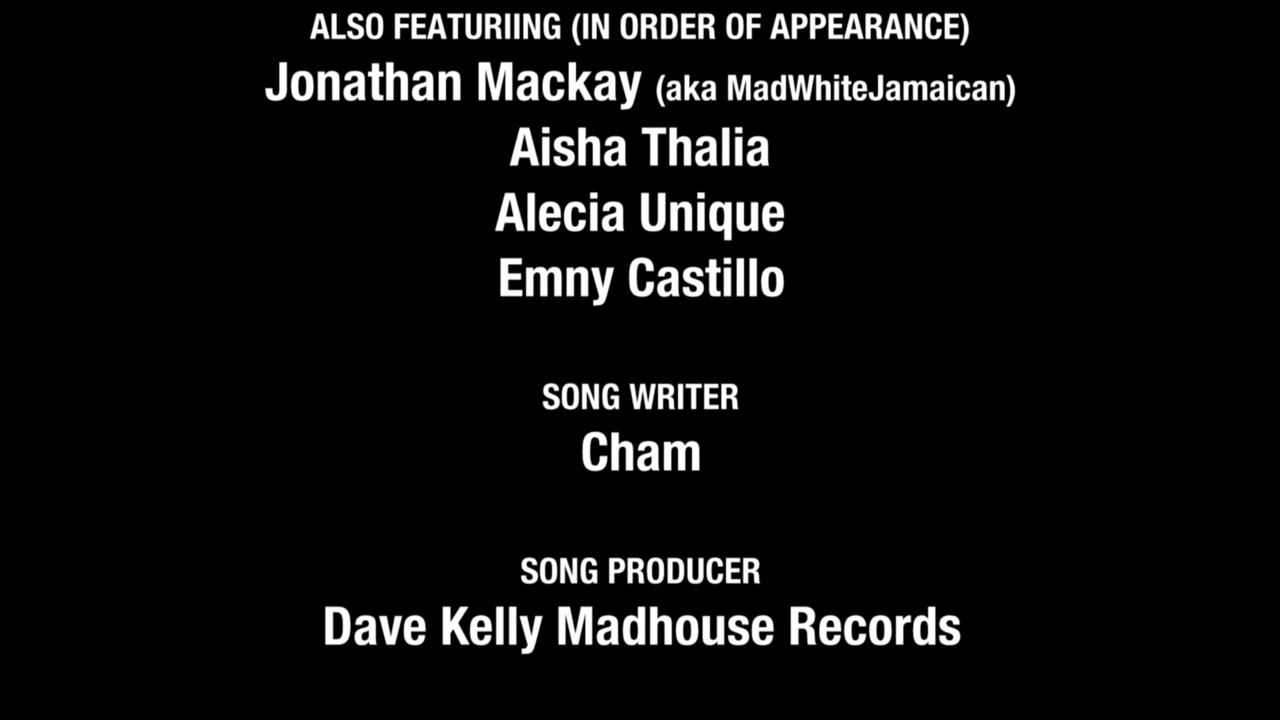 ALSO FEATURIING (IN ORDER OF APPEARANCE)
Jonathan Mackay (aka MadWhiteJamaican)
Aisha Thalia
Alecia Unique
Emny Castillo
SONG WRITER
Cham
SONG PRODUCER
Dave Kelly Madhouse Records